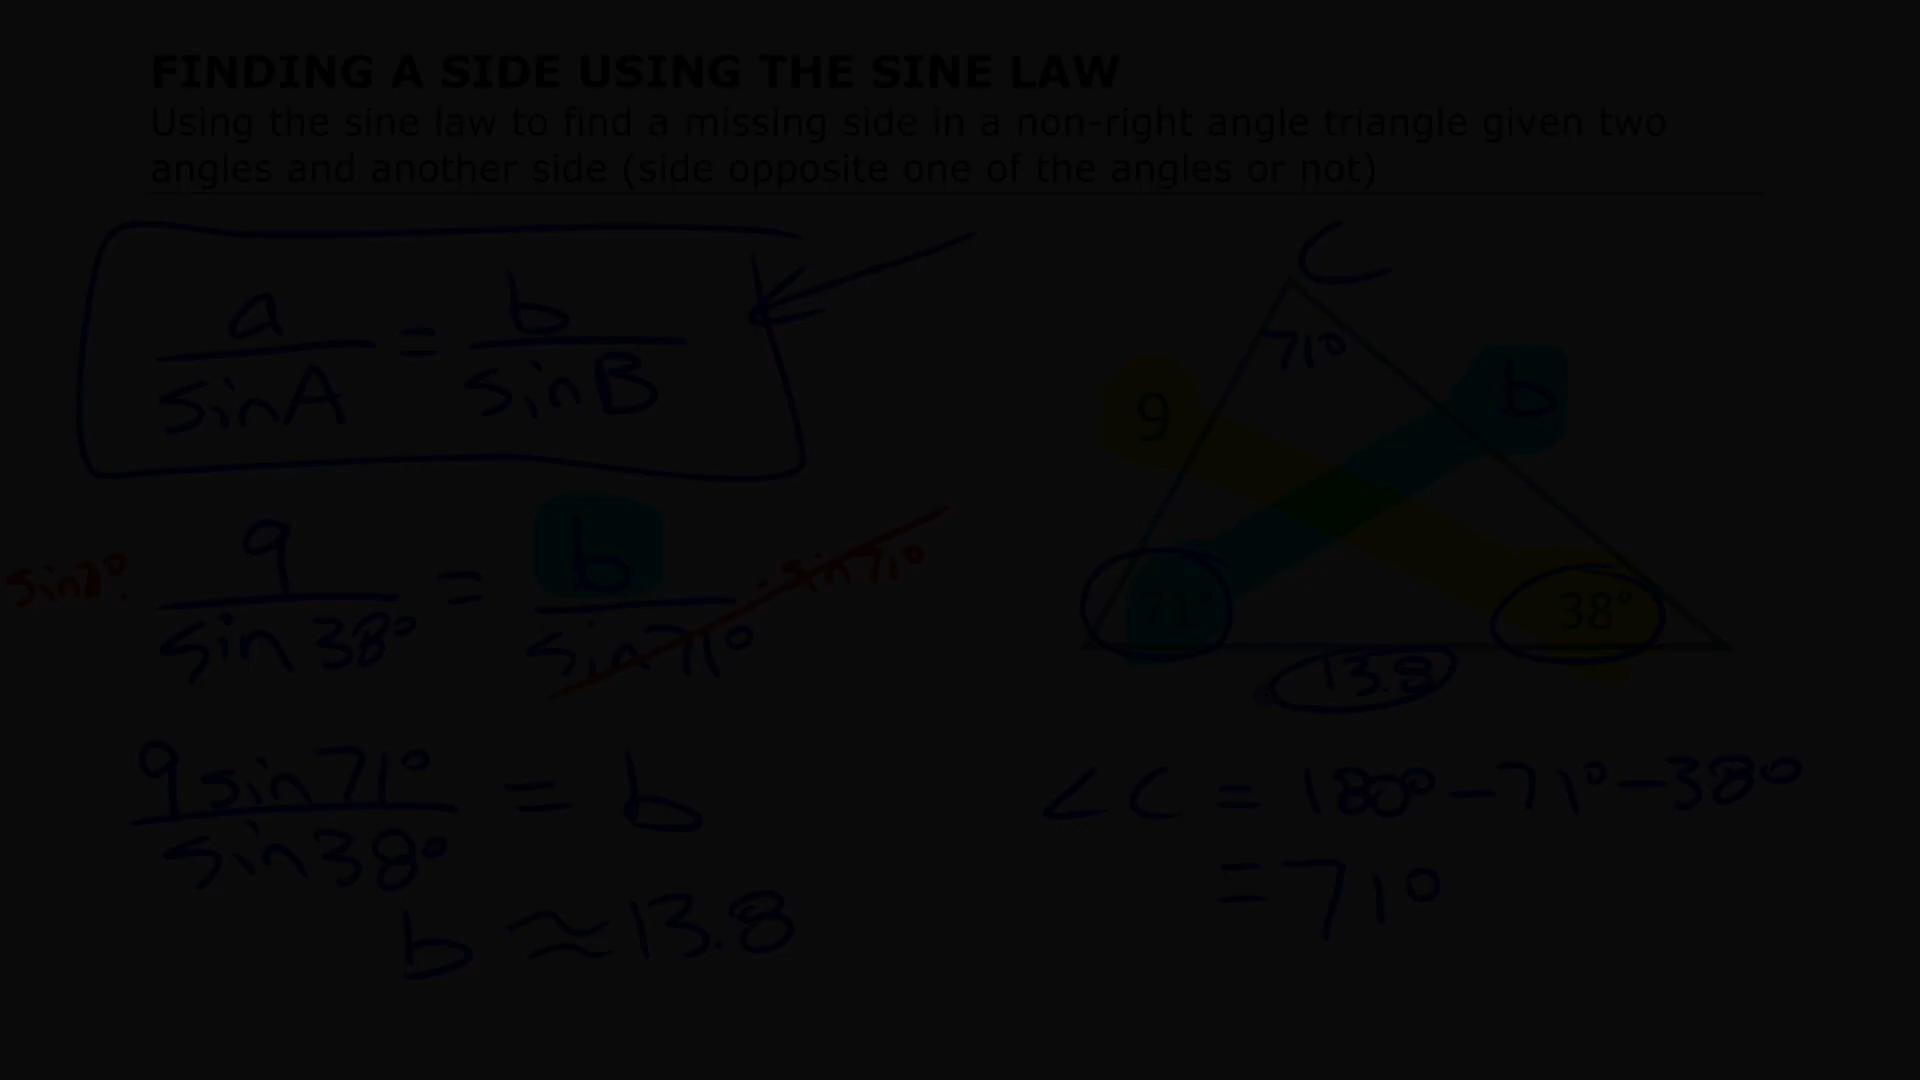 FINDING A SIDE USING THE SINE LAW
Using the sine law to find a missing side in a non-right angle triangle given two
angles and another side (side opposite one of the angles or not)
a/sinA = b/sinB
9/sin38° = b/sin71° · sin71°
9sin71°/sin38° = b
b ≈ 13.8
C
71°
9
b
71°
38°
13.8
∠C = 180° − 71° − 38°
= 71°